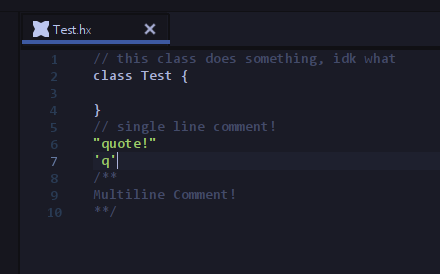 Test.hx
1 // this class does something, idk what
2 class Test {
3
4 }
5 // single line comment!
6 "quote!"
7 'q'
8 /**
9 Multiline Comment!
10 **/